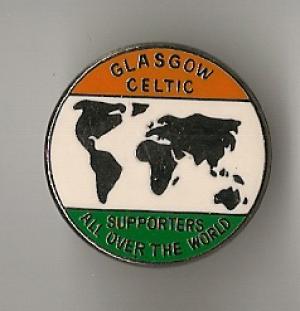 GLASGOW
CELTIC
SUPPORTERS
ALL OVER THE WORLD